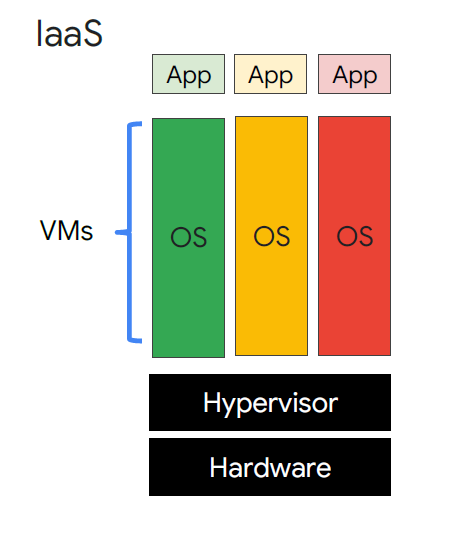 IaaS
App App App
VMs OS OS OS
Hypervisor
Hardware